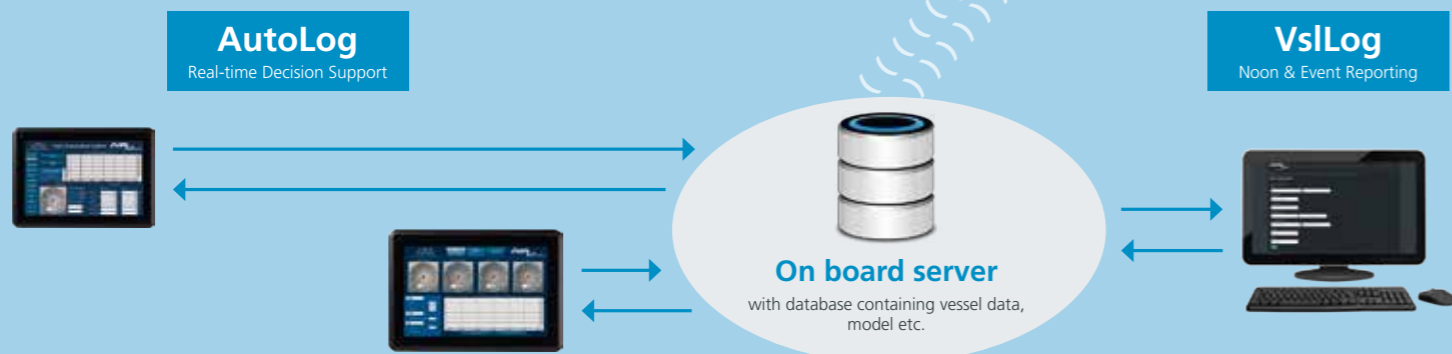 AutoLog
Real-time Decision Support
VslLog
Noon & Event Reporting
On board server
with database containing vessel data,
model etc.